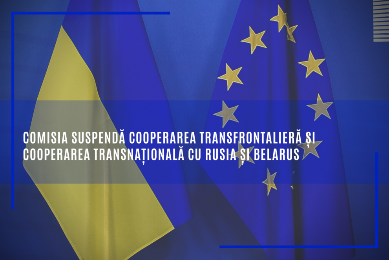 COMISIA SUSPENDĂ COOPERAREA TRANSFRONTALIERĂ ȘI
COOPERAREA TRANSNAȚIONALĂ CU RUSIA ȘI BELARUS